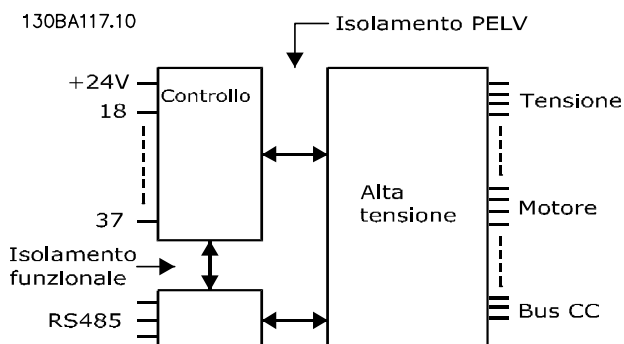 130BA117.10
Isolamento PELV
+24V
Controllo
18
37
Alta
tensione
Tensione
Motore
Bus CC
Isolamento
funzionale
RS485